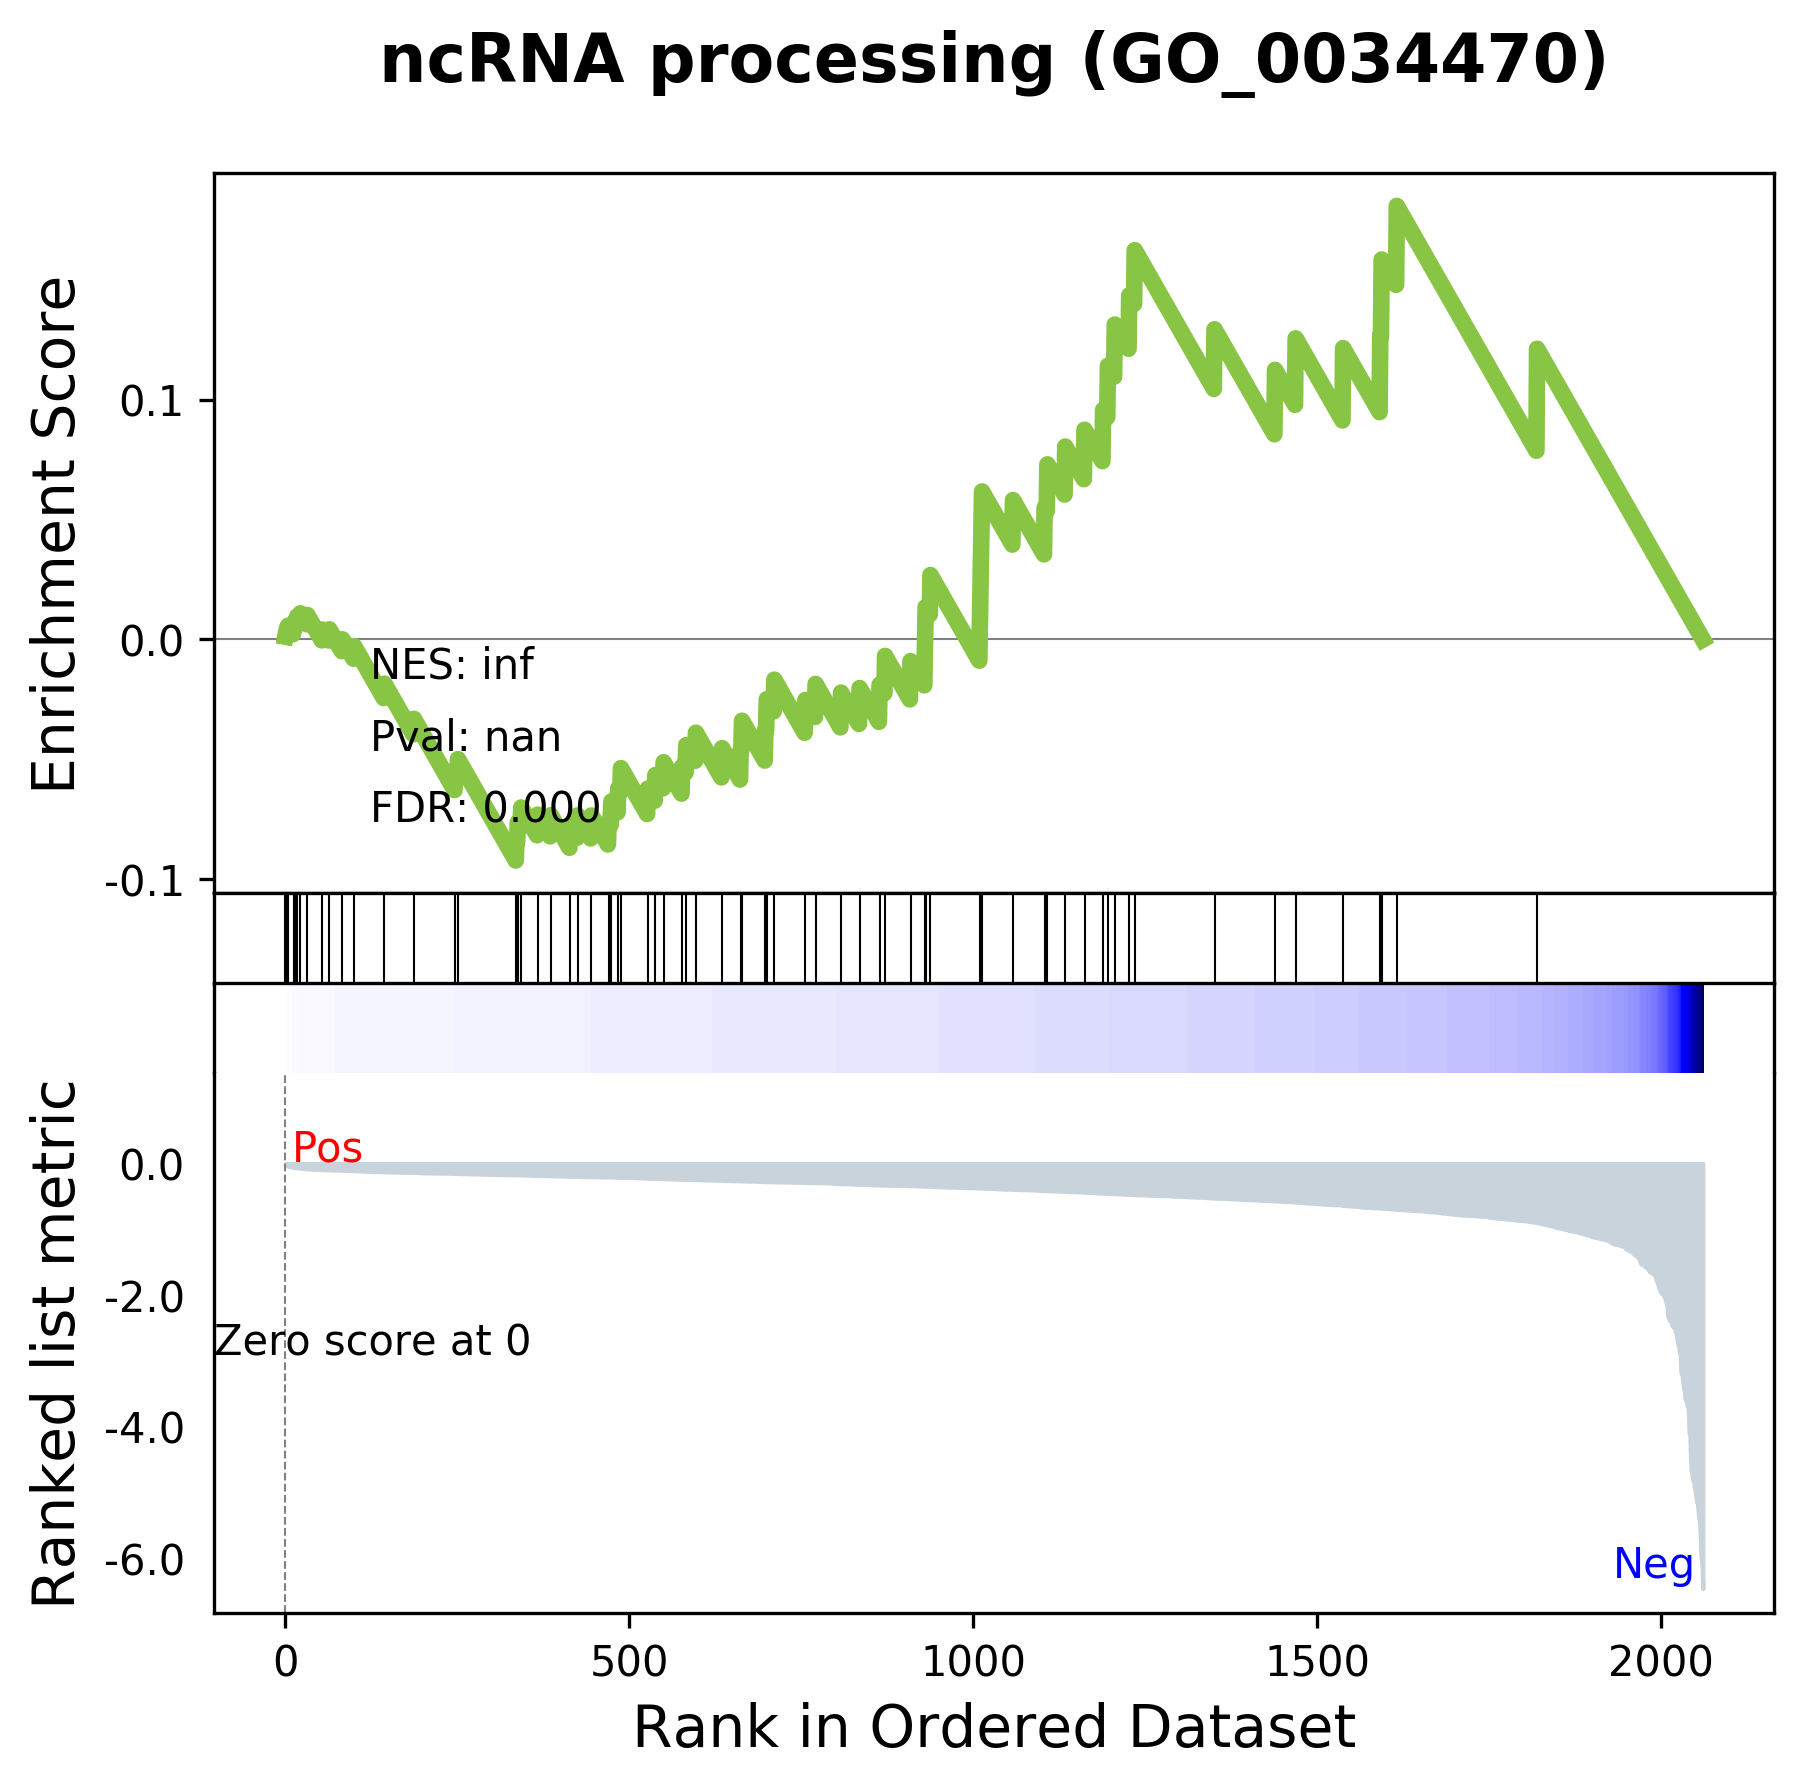 ncRNA processing (GO_0034470)
Enrichment Score
0.1
0.0
-0.1
NES: inf
Pval: nan
FDR: 0.000
Ranked list metric
0.0
-2.0
-4.0
-6.0
Pos
Zero score at 0
Neg
0 500 1000 1500 2000
Rank in Ordered Dataset